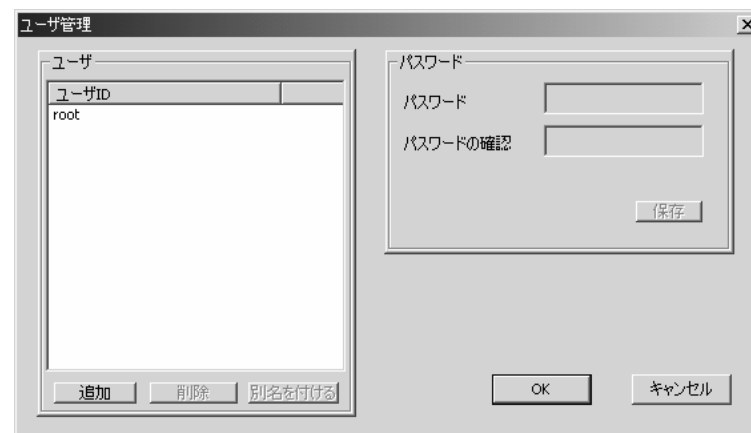 ユーザ管理
ユーザ
ユーザID
root
追加
削除
別名を付ける
パスワード
パスワード
パスワードの確認
保存
OK
キャンセル